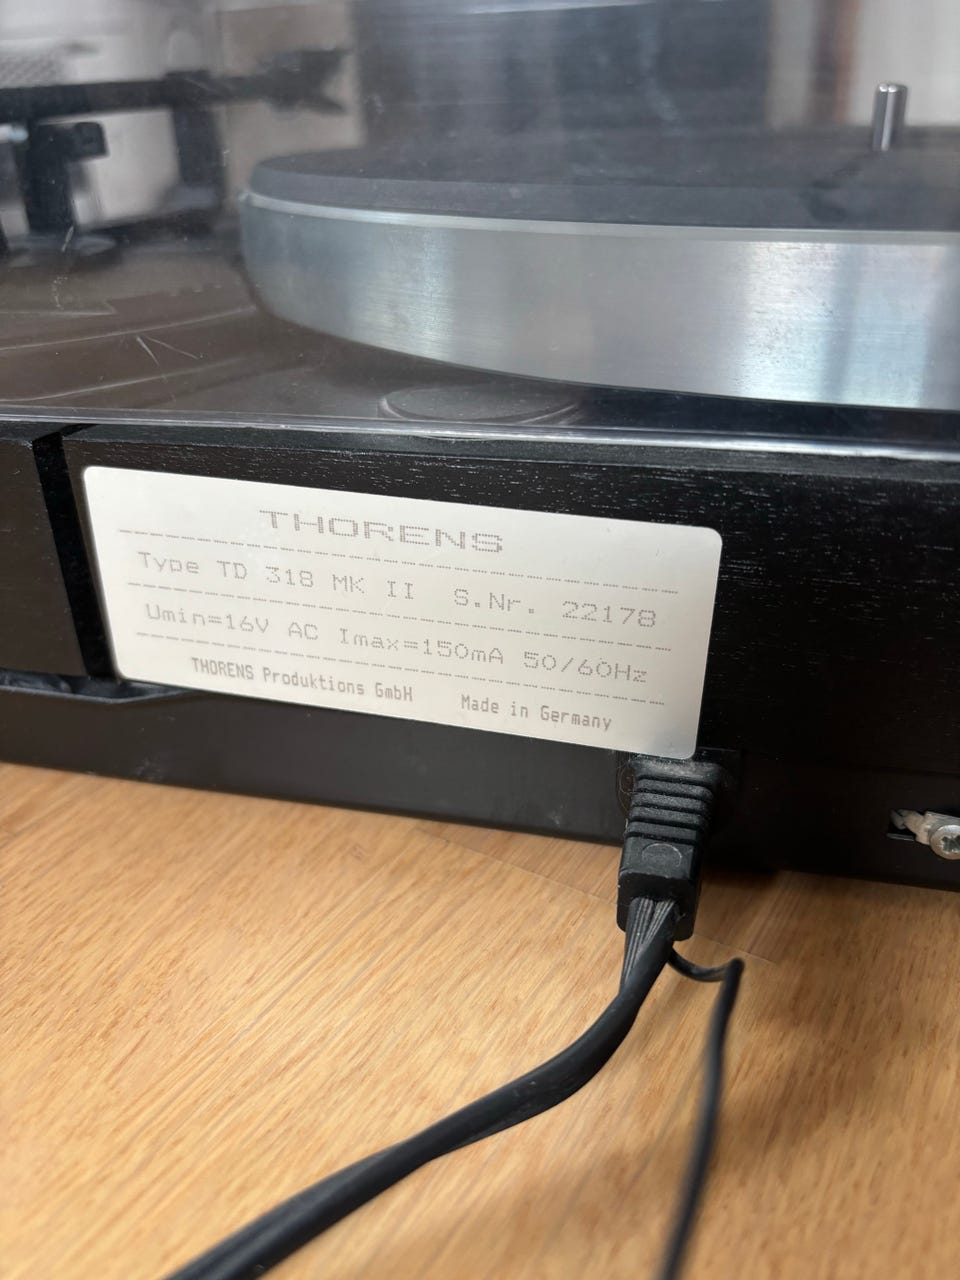 THORENS
Type TD 318 MK II S.Nr. 22178
Umin=16V AC Imax=150mA 50/60Hz
THORENS Produktions GmbH Made in Germany